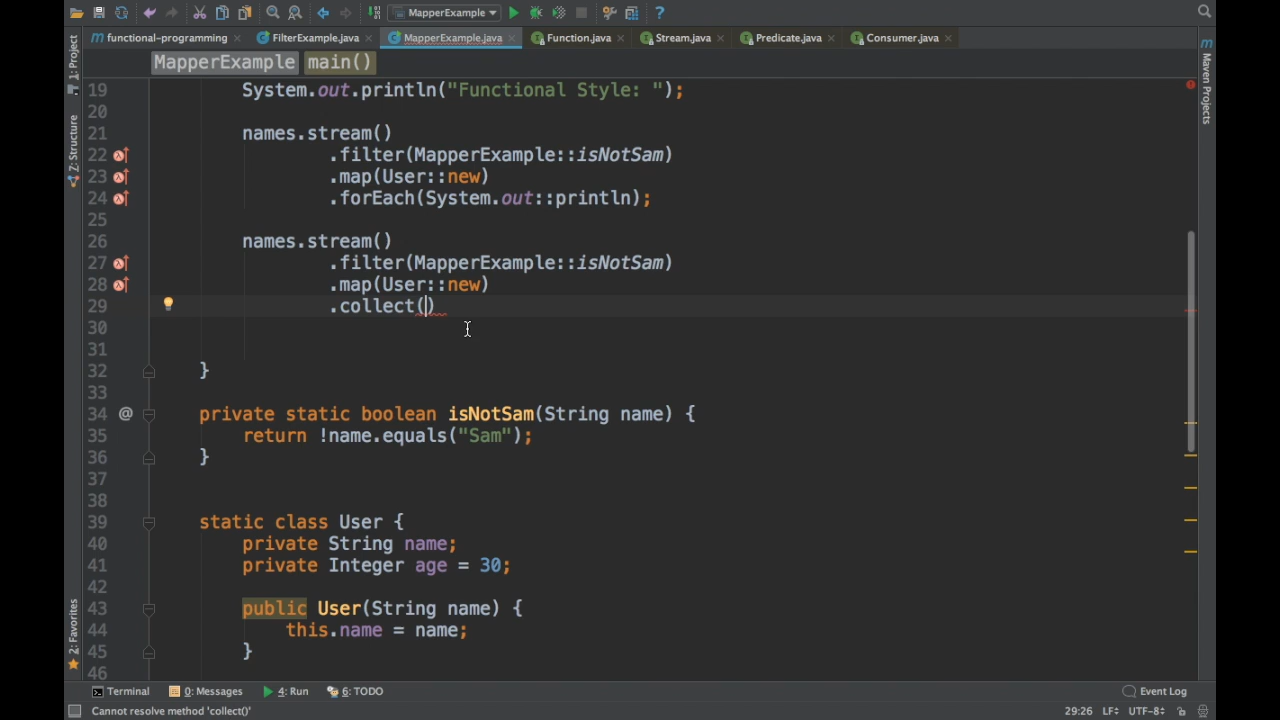 MapperExample
functional-programming
FilterExample.java
MapperExample.java
Function.java
Stream.java
Predicate.java
Consumer.java
MapperExample
main()
1: Project
Z: Structure
2: Favorites
Maven Projects
19 System.out.println("Functional Style: ");
20
21 names.stream()
22 .filter(MapperExample::isNotSam)
23 .map(User::new)
24 .forEach(System.out::println);
25
26 names.stream()
27 .filter(MapperExample::isNotSam)
28 .map(User::new)
29 .collect()
30
31
32 }
33
34 @ private static boolean isNotSam(String name) {
35 return !name.equals("Sam");
36 }
37
38
39 static class User {
40 private String name;
41 private Integer age = 30;
42
43 public User(String name) {
44 this.name = name;
45 }
46
Terminal
0: Messages
4: Run
6: TODO
Event Log
Cannot resolve method 'collect()'
29:26
LF
UTF-8